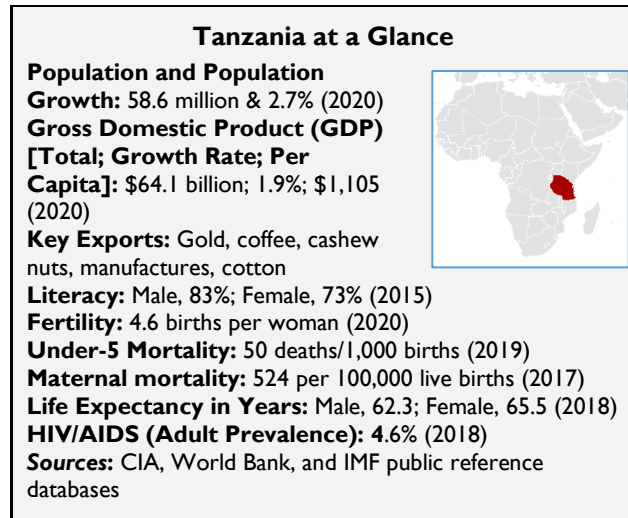 Tanzania at a Glance
Population and Population
Growth: 58.6 million & 2.7% (2020)
Gross Domestic Product (GDP)
[Total; Growth Rate; Per
Capita]: $64.1 billion; 1.9%; $1,105
(2020)
Key Exports: Gold, coffee, cashew
nuts, manufactures, cotton
Literacy: Male, 83%; Female, 73% (2015)
Fertility: 4.6 births per woman (2020)
Under-5 Mortality: 50 deaths/1,000 births (2019)
Maternal mortality: 524 per 100,000 live births (2017)
Life Expectancy in Years: Male, 62.3; Female, 65.5 (2018)
HIV/AIDS (Adult Prevalence): 4.6% (2018)
Sources: CIA, World Bank, and IMF public reference
databases